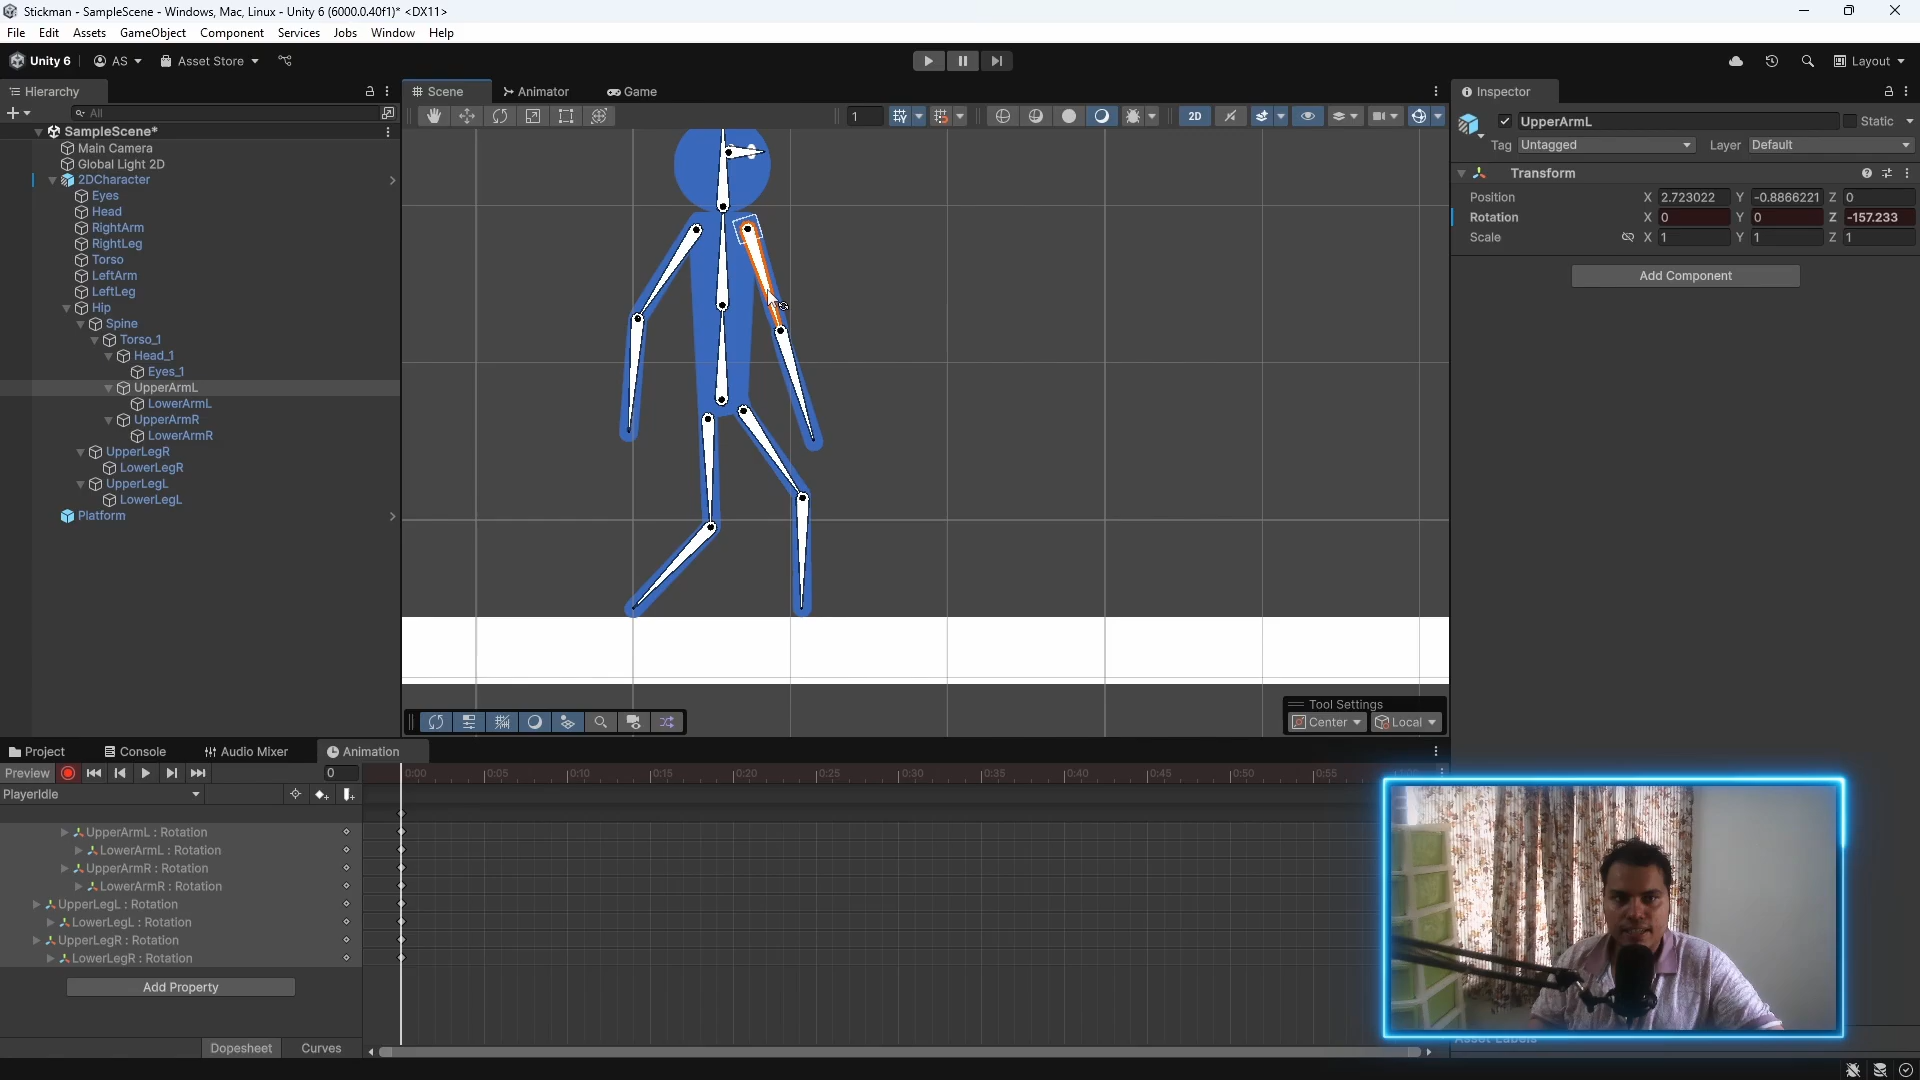 Stickman - SampleScene - Windows, Mac, Linux - Unity 6 (6000.0.40f1)* <DX11>
File Edit Assets GameObject Component Services Jobs Window Help
Unity 6 AS Asset Store Layout
Hierarchy Scene Animator Game Inspector
All 1 2D UpperArmL Static
SampleScene*
Main Camera Tag Untagged Layer Default
Global Light 2D
2DCharacter Transform
Eyes Position X 2.723022 Y -0.8866221 Z 0
Head Rotation X 0 Y 0 Z -157.233
RightArm
RightLeg Scale X 1 Y 1 Z 1
Torso
LeftArm Add Component
LeftLeg
Hip
Spine
Torso_1
Head_1
Eyes_1
UpperArmL
LowerArmL
UpperArmR
LowerArmR
UpperLegR
LowerLegR
UpperLegL
LowerLegL
Platform
Tool Settings
Center Local
Project Console Audio Mixer Animation
Preview 0 0:00 0:05 0:10 0:15 0:20 0:25 0:30 0:35 0:40 0:45 0:50 0:55 1:00
PlayerIdle
UpperArmL : Rotation
LowerArmL : Rotation
UpperArmR : Rotation
LowerArmR : Rotation
UpperLegL : Rotation
LowerLegL : Rotation
UpperLegR : Rotation
LowerLegR : Rotation
Add Property
Asset Labels
Dopesheet Curves